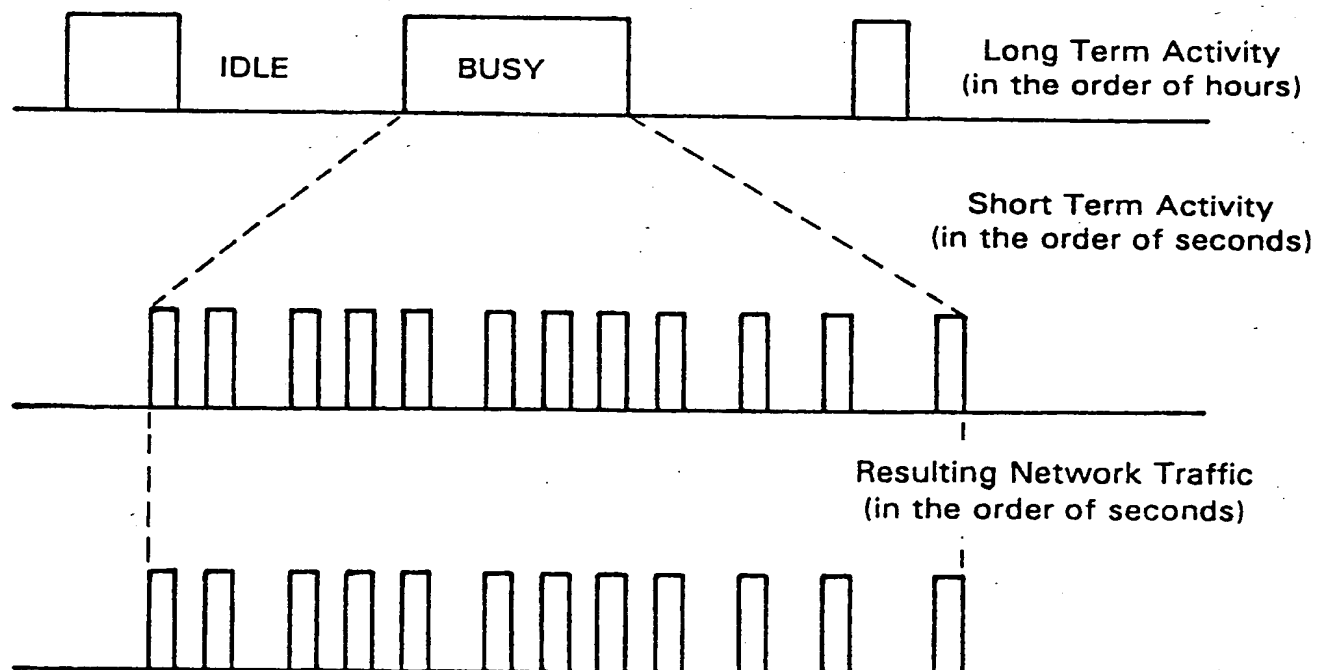 IDLE
BUSY
Long Term Activity
(in the order of hours)
Short Term Activity
(in the order of seconds)
Resulting Network Traffic
(in the order of seconds)